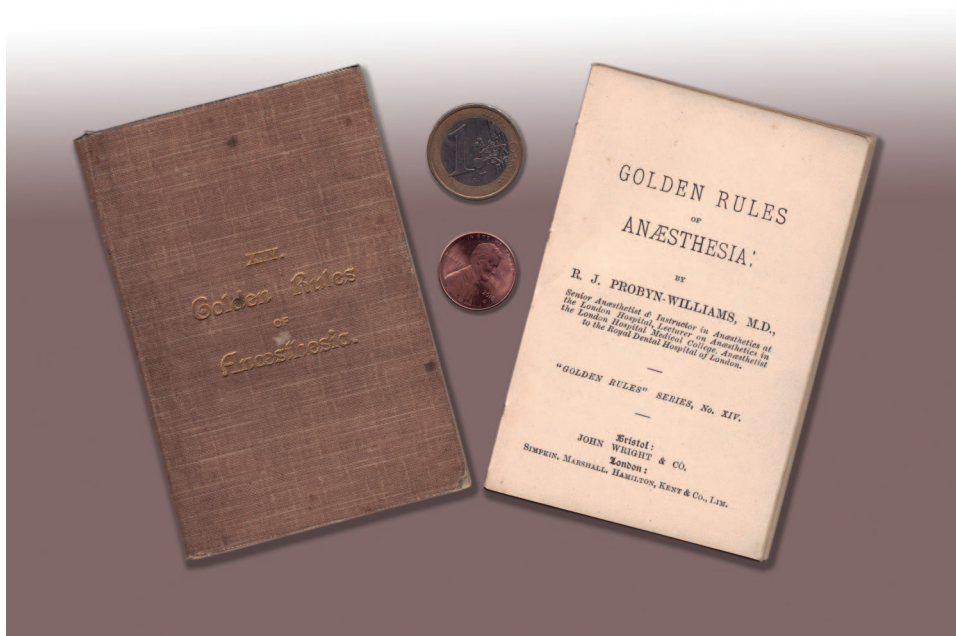 XIV.
Golden Rules
OF
Anæsthesia.
1
GOLDEN RULES
OF
ANÆSTHESIA:
BY
R. J. PROBYN-WILLIAMS, M.D.,
Senior Anæsthetist & Instructor in Anæsthetics at
the London Hospital, Lecturer on Anæsthetics in
the London Hospital Medical College, Anæsthetist
to the Royal Dental Hospital of London.
"GOLDEN RULES" SERIES, No. XIV.
Bristol:
JOHN WRIGHT & CO.
London:
SIMPKIN, MARSHALL, HAMILTON, KENT & CO., LIM.